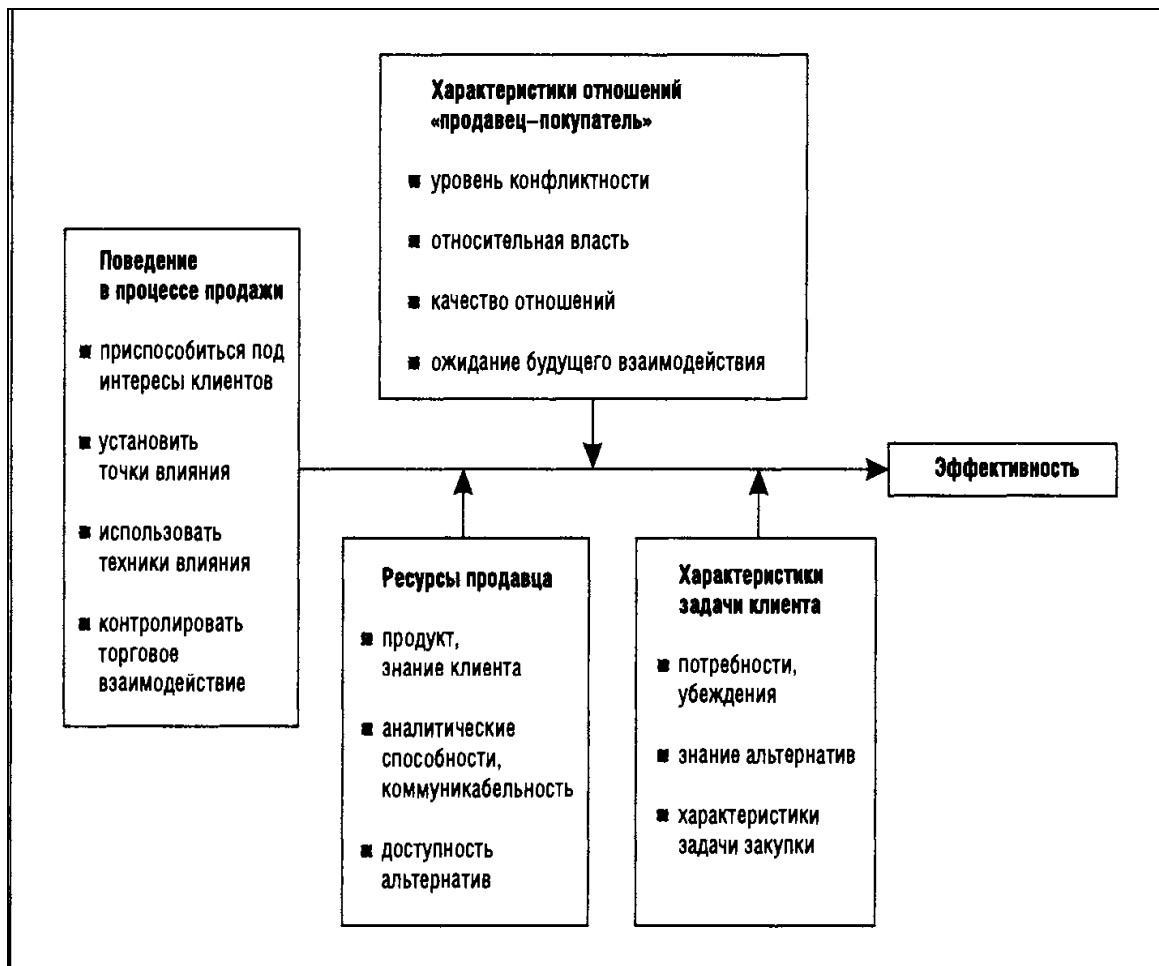 Характеристики отношений
«продавец–покупатель»
■ уровень конфликтности
■ относительная власть
■ качество отношений
■ ожидание будущего взаимодействия
Поведение
в процессе продажи
■ приспособиться под
интересы клиентов
■ установить
точки влияния
■ использовать
техники влияния
■ контролировать
торговое
взаимодействие
Эффективность
Ресурсы продавца
■ продукт,
знание клиента
■ аналитические
способности,
коммуникабельность
■ доступность
альтернатив
Характеристики
задачи клиента
■ потребности,
убеждения
■ знание альтернатив
■ характеристики
задачи закупки